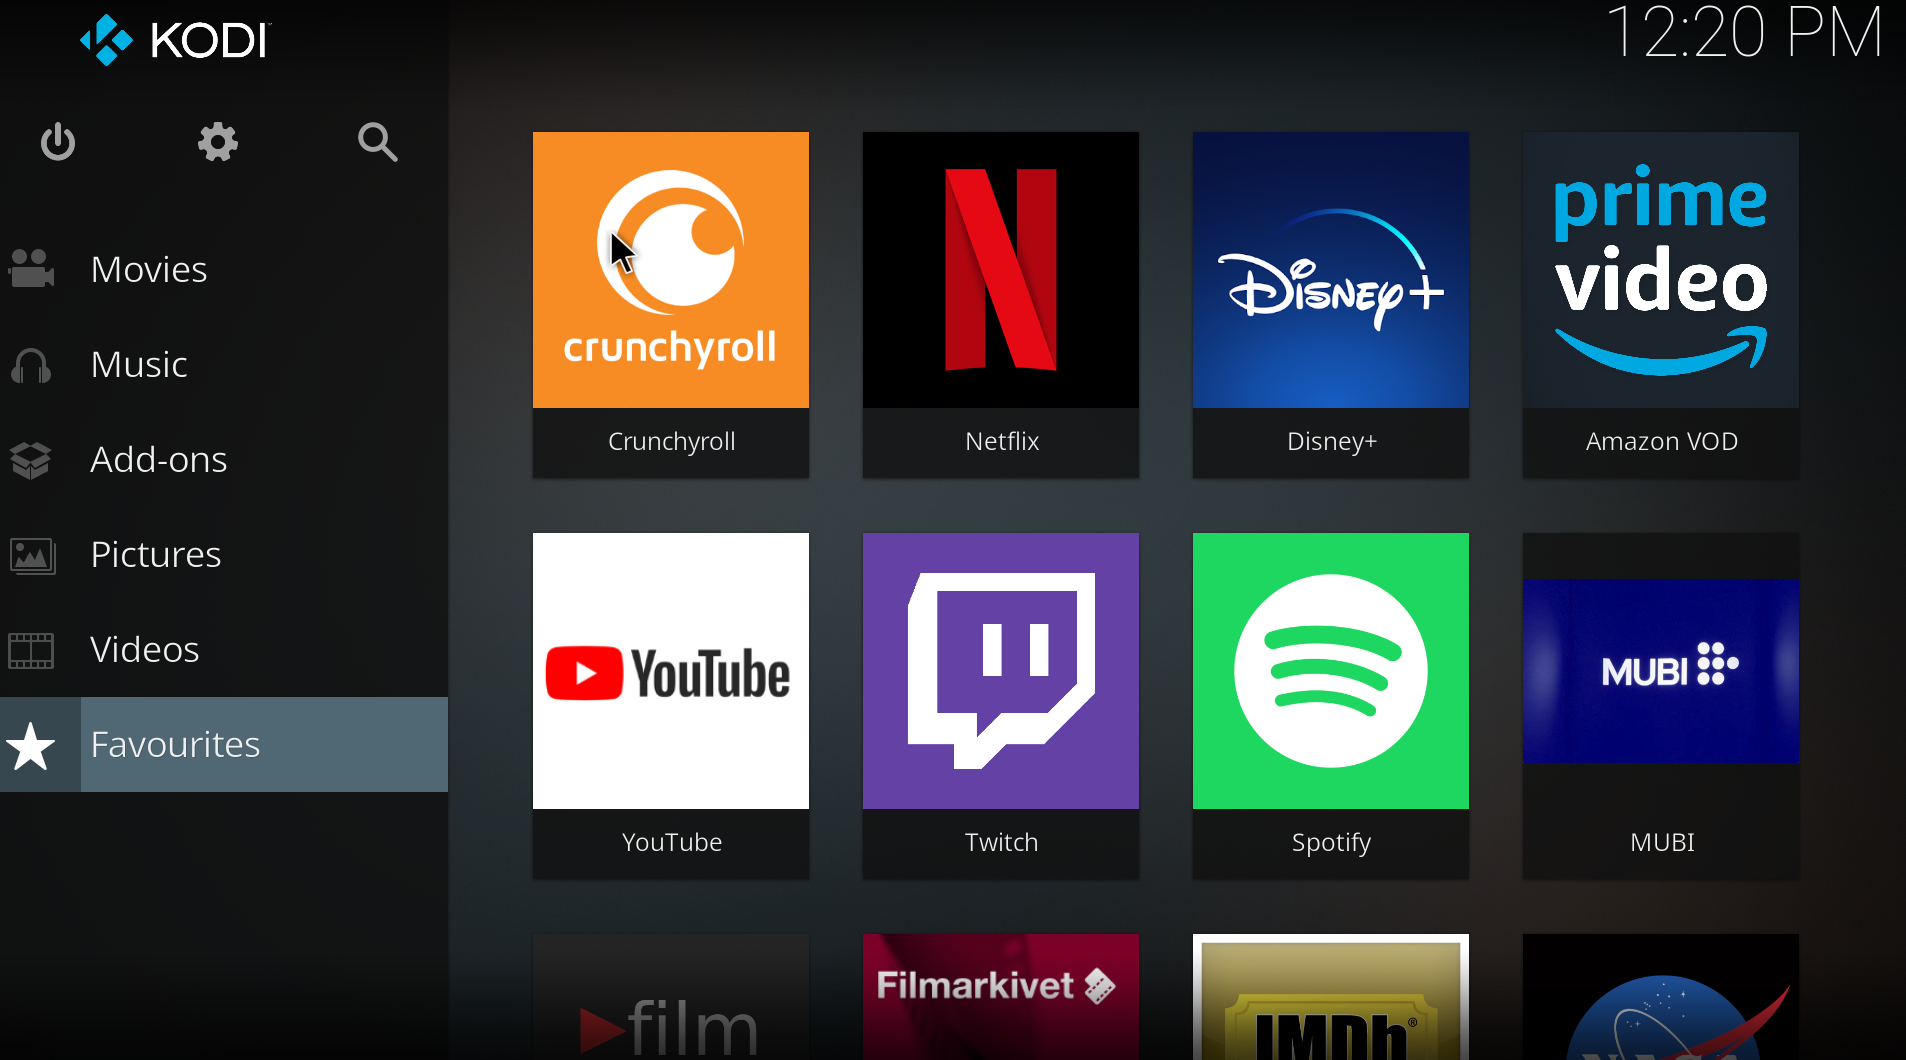 KODI
12:20 PM
Movies
Music
Add-ons
Pictures
Videos
Favourites
crunchyroll
Crunchyroll
Netflix
Disney+
Disney+
prime
video
Amazon VOD
YouTube
YouTube
Twitch
Spotify
MUBI
MUBI
film
Filmarkivet
IMDb®
NASA